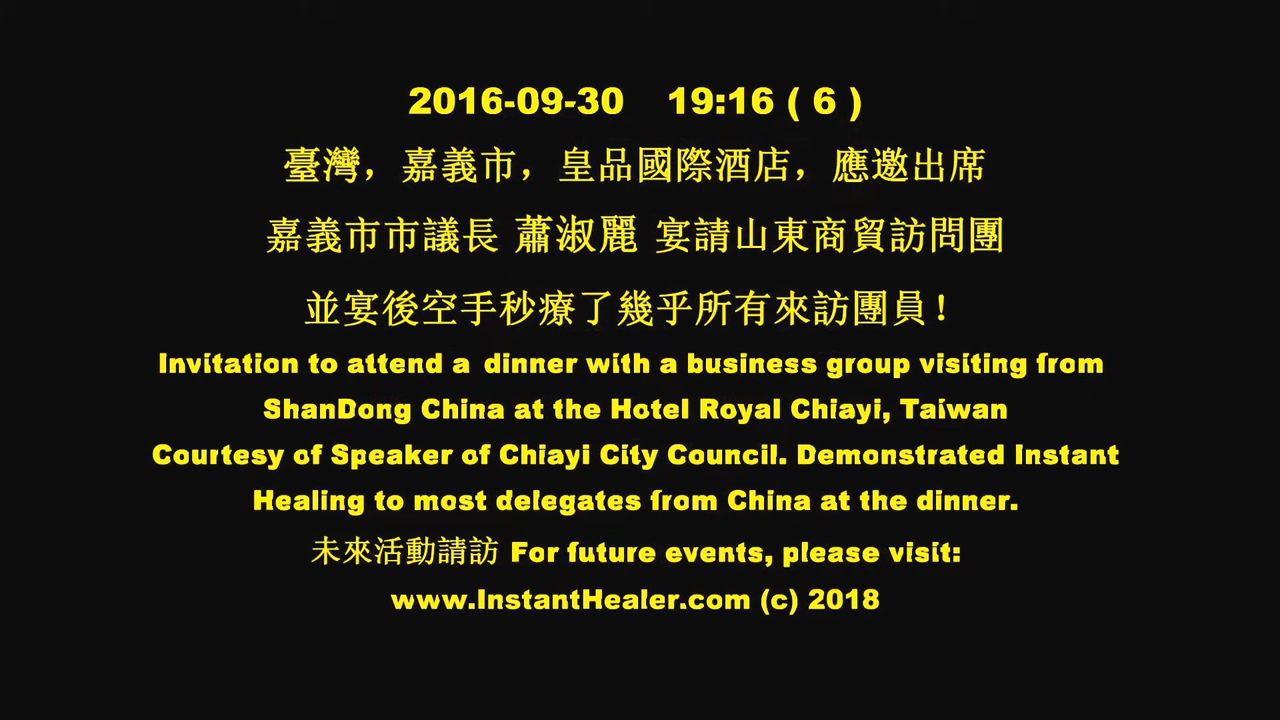 2016-09-30 19:16 ( 6 )
臺灣，嘉義市，皇品國際酒店，應邀出席
嘉義市市議長 蕭淑麗 宴請山東商貿訪問團
並宴後空手秒療了幾乎所有來訪團員！
Invitation to attend a dinner with a business group visiting from
ShanDong China at the Hotel Royal Chiayi, Taiwan
Courtesy of Speaker of Chiayi City Council. Demonstrated Instant
Healing to most delegates from China at the dinner.
未來活動請訪 For future events, please visit:
www.InstantHealer.com (c) 2018